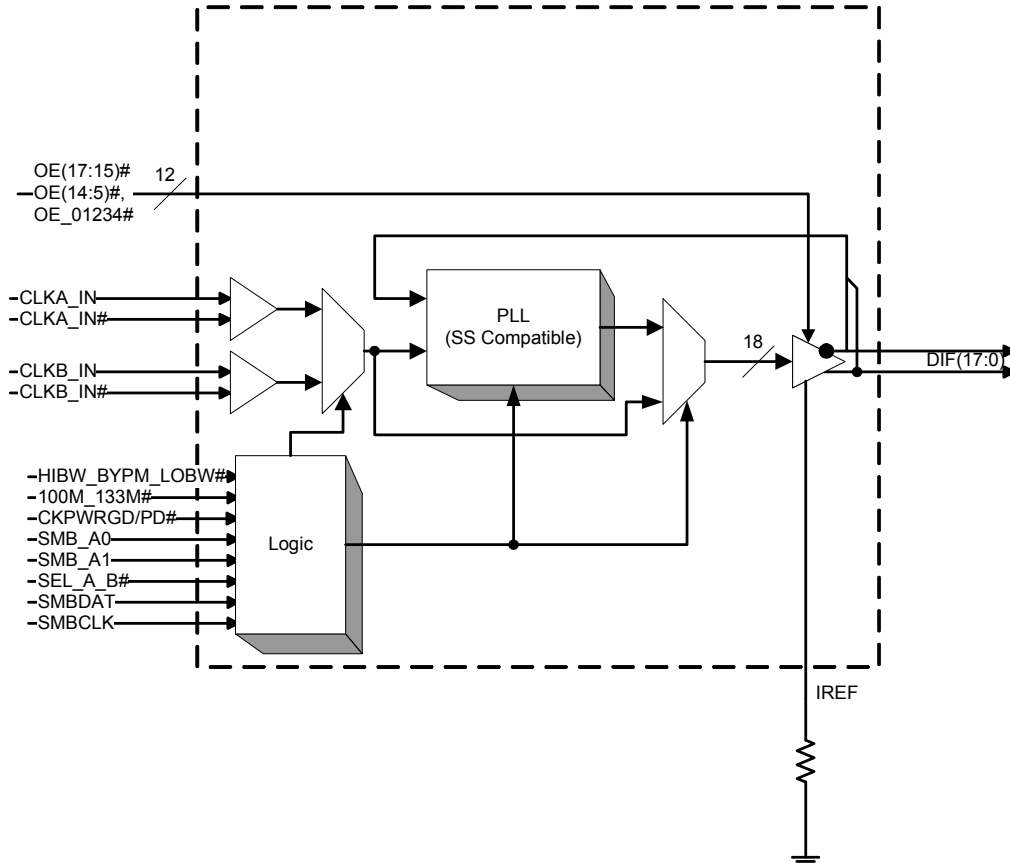 OE(17:15)#
OE(14:5)#,
OE_01234#
12
CLKA_IN
CLKA_IN#
CLKB_IN
CLKB_IN#
PLL
(SS Compatible)
18
DIF(17:0)
HIBW_BYPM_LOBW#
100M_133M#
CKPWRGD/PD#
SMB_A0
SMB_A1
SEL_A_B#
SMBDAT
SMBCLK
Logic
IREF